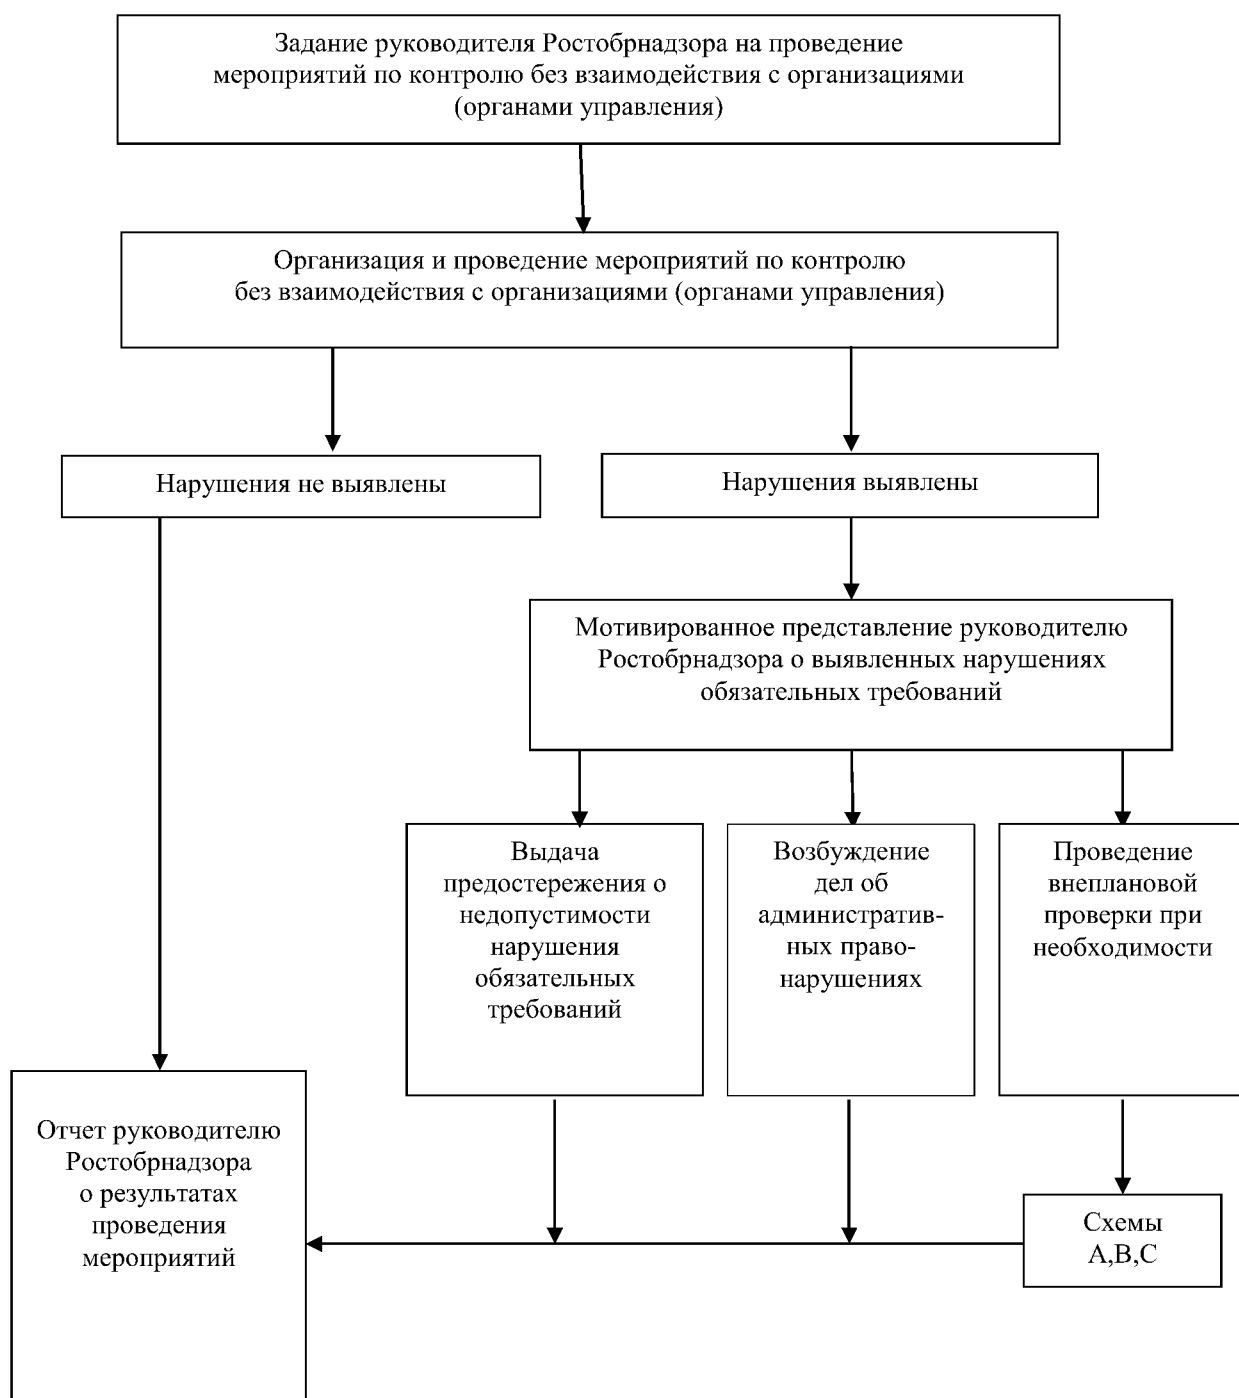 Задание руководителя Ростобрнадзора на проведение
мероприятий по контролю без взаимодействия с организациями
(органами управления)
Организация и проведение мероприятий по контролю
без взаимодействия с организациями (органами управления)
Нарушения не выявлены
Нарушения выявлены
Мотивированное представление руководителю
Ростобрнадзора о выявленных нарушениях
обязательных требований
Выдача
предостережения о
недопустимости
нарушения
обязательных
требований
Возбуждение
дел об
административ-
ных право-
нарушениях
Проведение
внеплановой
проверки при
необходимости
Отчет руководителю
Ростобрнадзора
о результатах
проведения
мероприятий
Схемы
А,В,С